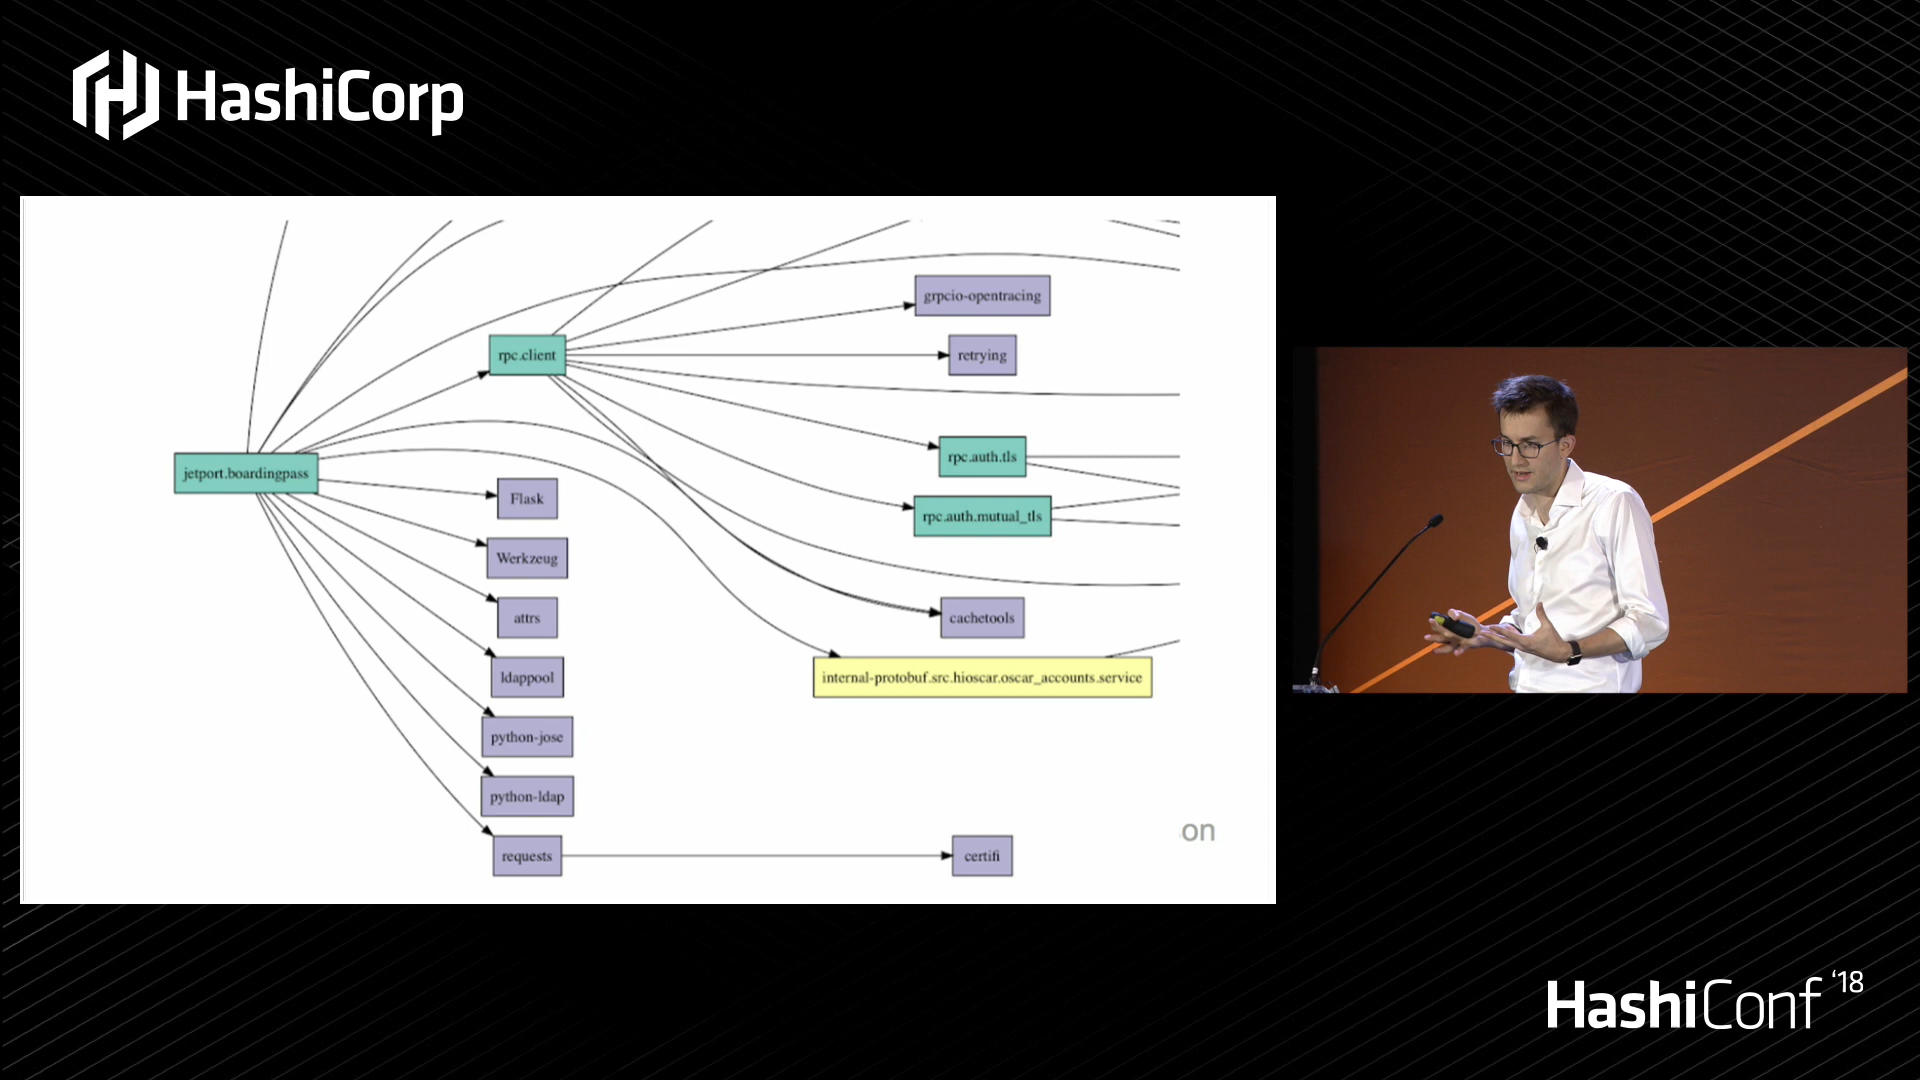 HashiCorp
grpcio-opentracing
rpc.client
retrying
rpc.auth.tls
jetport.boardingpass
Flask
rpc.auth.mutual_tls
Werkzeug
attrs
cachetools
ldappool
internal-protobuf.src.hioscar.oscar_accounts.service
python-jose
python-ldap
on
requests
certifi
HashiConf '18